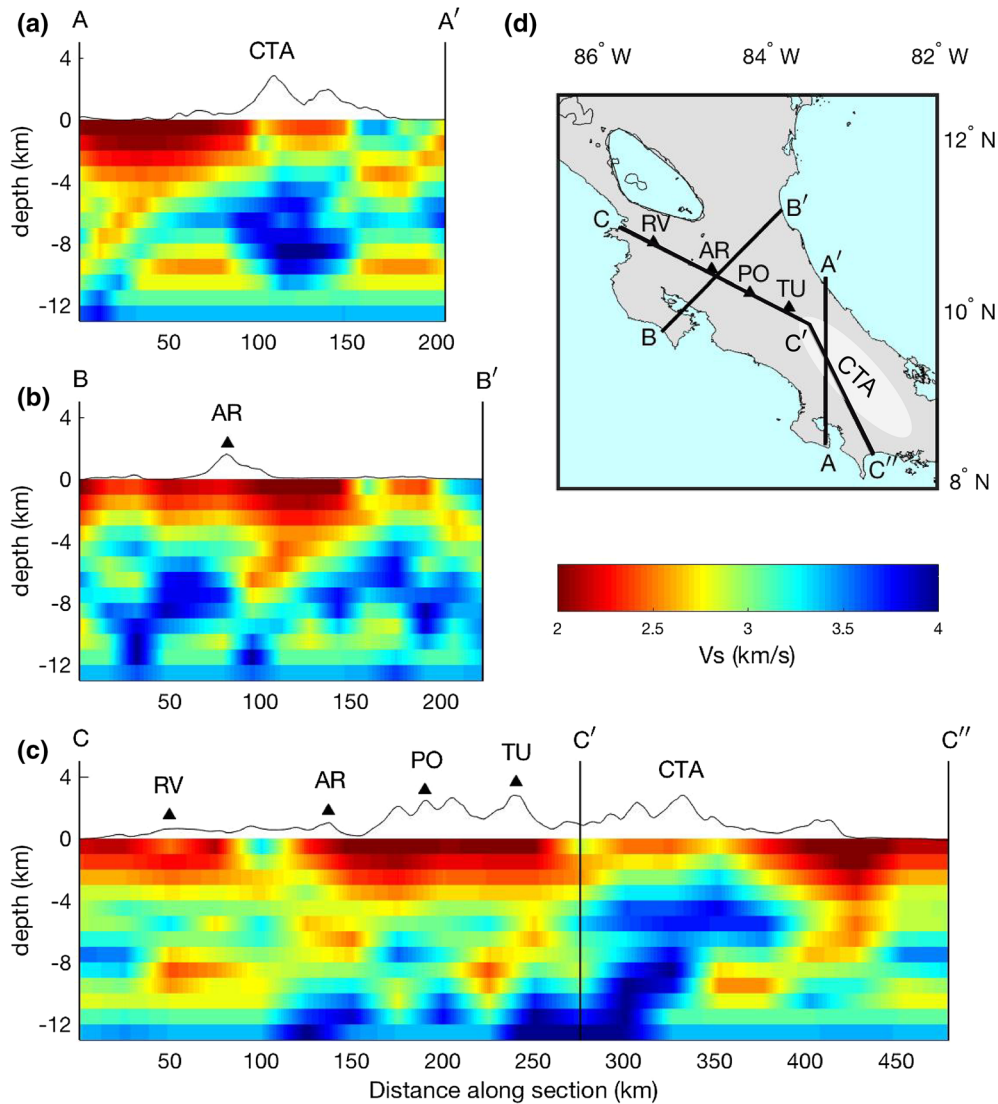 (a)
A
A′
CTA
4
0
-4
-8
-12
depth (km)
50
100
150
200
(b)
B
B′
AR
4
0
-4
-8
-12
depth (km)
50
100
150
200
(d)
86° W
84° W
82° W
12° N
10° N
8° N
C
RV
AR
PO
TU
B′
A′
B
C′
CTA
A
C′′
2
2.5
3
3.5
4
Vs (km/s)
(c)
C
C′
C′′
RV
AR
PO
TU
CTA
4
0
-4
-8
-12
depth (km)
50
100
150
200
250
300
350
400
450
Distance along section (km)